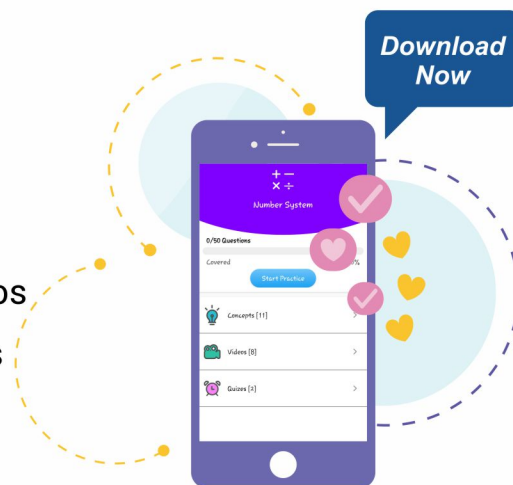 Download
Now
+ −
× ÷
Number System
0/50 Questions
Covered
%
Start Practice
Concepts [11]
Videos [8]
Quizes [2]